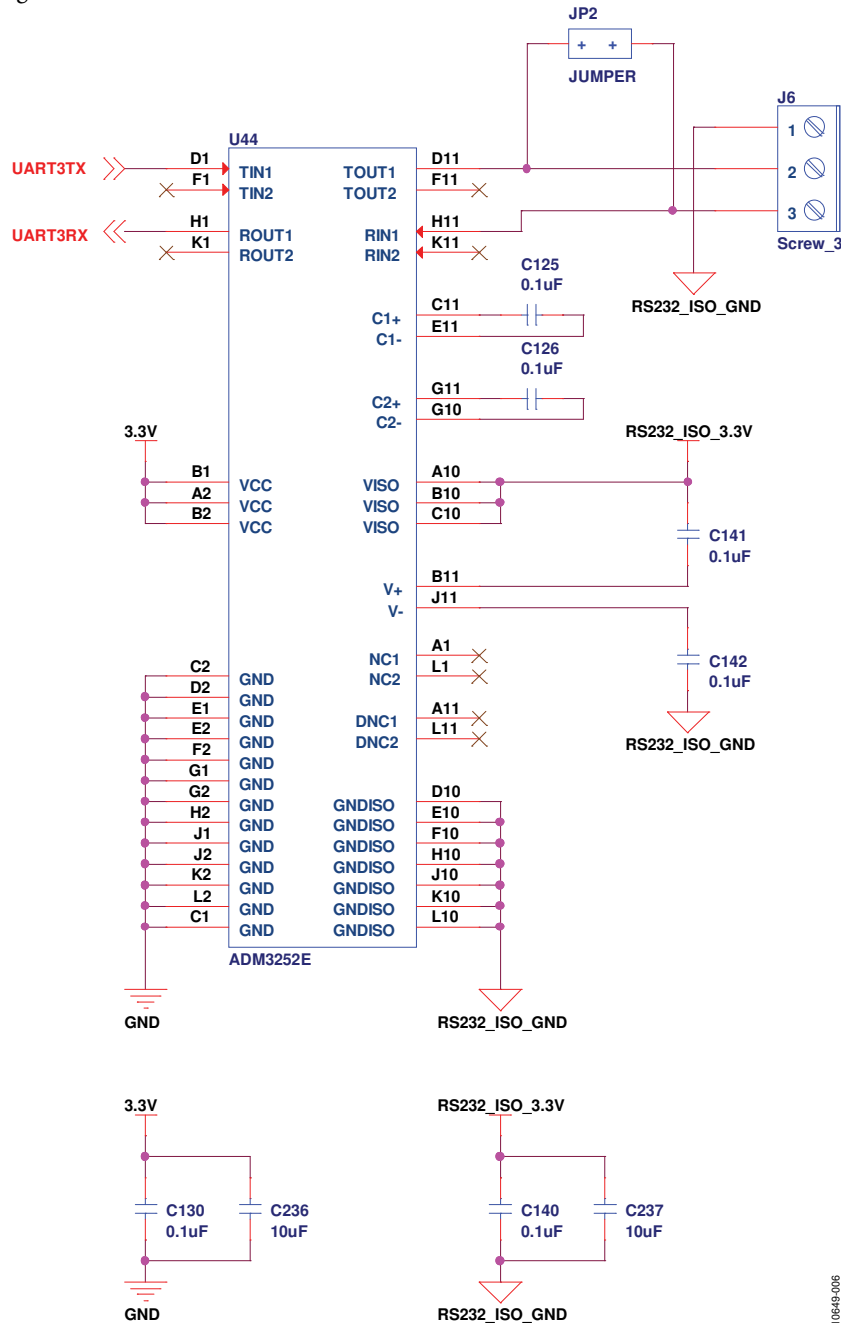 JP2
JUMPER
J6
1
2
3
Screw_3
RS232_ISO_GND
U44
UART3TX
D1 TIN1 TOUT1 D11
F1 TIN2 TOUT2 F11
UART3RX
H1 ROUT1 RIN1 H11
K1 ROUT2 RIN2 K11
C125
0.1uF
C11
C1+
E11
C1-
C126
0.1uF
G11
C2+
G10
C2-
3.3V
RS232_ISO_3.3V
B1 VCC VISO A10
A2 VCC VISO B10
B2 VCC VISO C10
C141
0.1uF
V+ B11
V- J11
NC1 A1
NC2 L1
C142
0.1uF
DNC1 A11
DNC2 L11
RS232_ISO_GND
C2 GND
D2 GND
E1 GND
E2 GND
F2 GND
G1 GND
G2 GND GNDISO D10
H2 GND GNDISO E10
J1 GND GNDISO F10
J2 GND GNDISO H10
K2 GND GNDISO J10
L2 GND GNDISO K10
C1 GND GNDISO L10
ADM3252E
GND
RS232_ISO_GND
3.3V
RS232_ISO_3.3V
C130
0.1uF
C236
10uF
C140
0.1uF
C237
10uF
GND
RS232_ISO_GND
10649-006